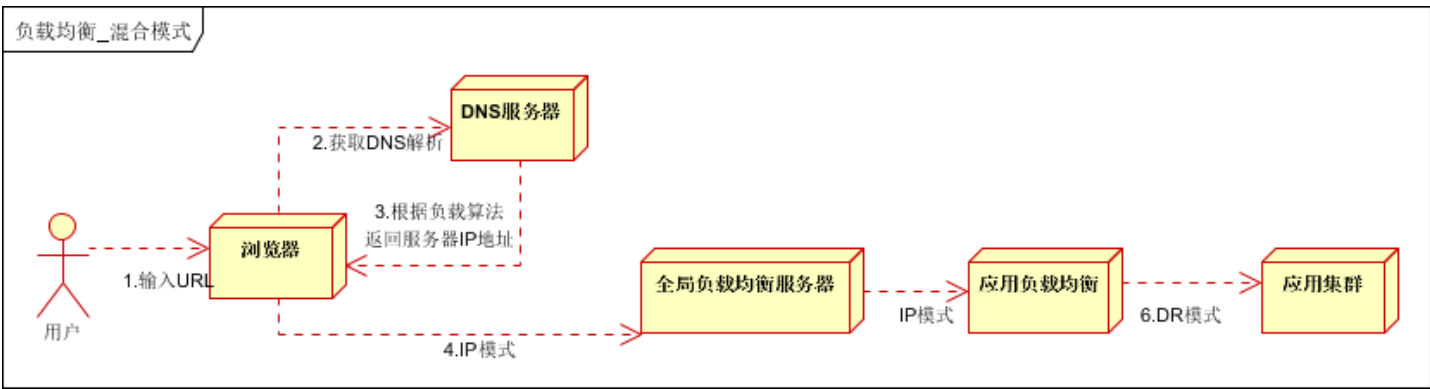 负载均衡_混合模式
DNS服务器
2.获取DNS解析
3.根据负载算法
返回服务器IP地址
浏览器
1.输入URL
用户
全局负载均衡服务器
应用负载均衡
应用集群
IP模式
6.DR模式
4.IP模式